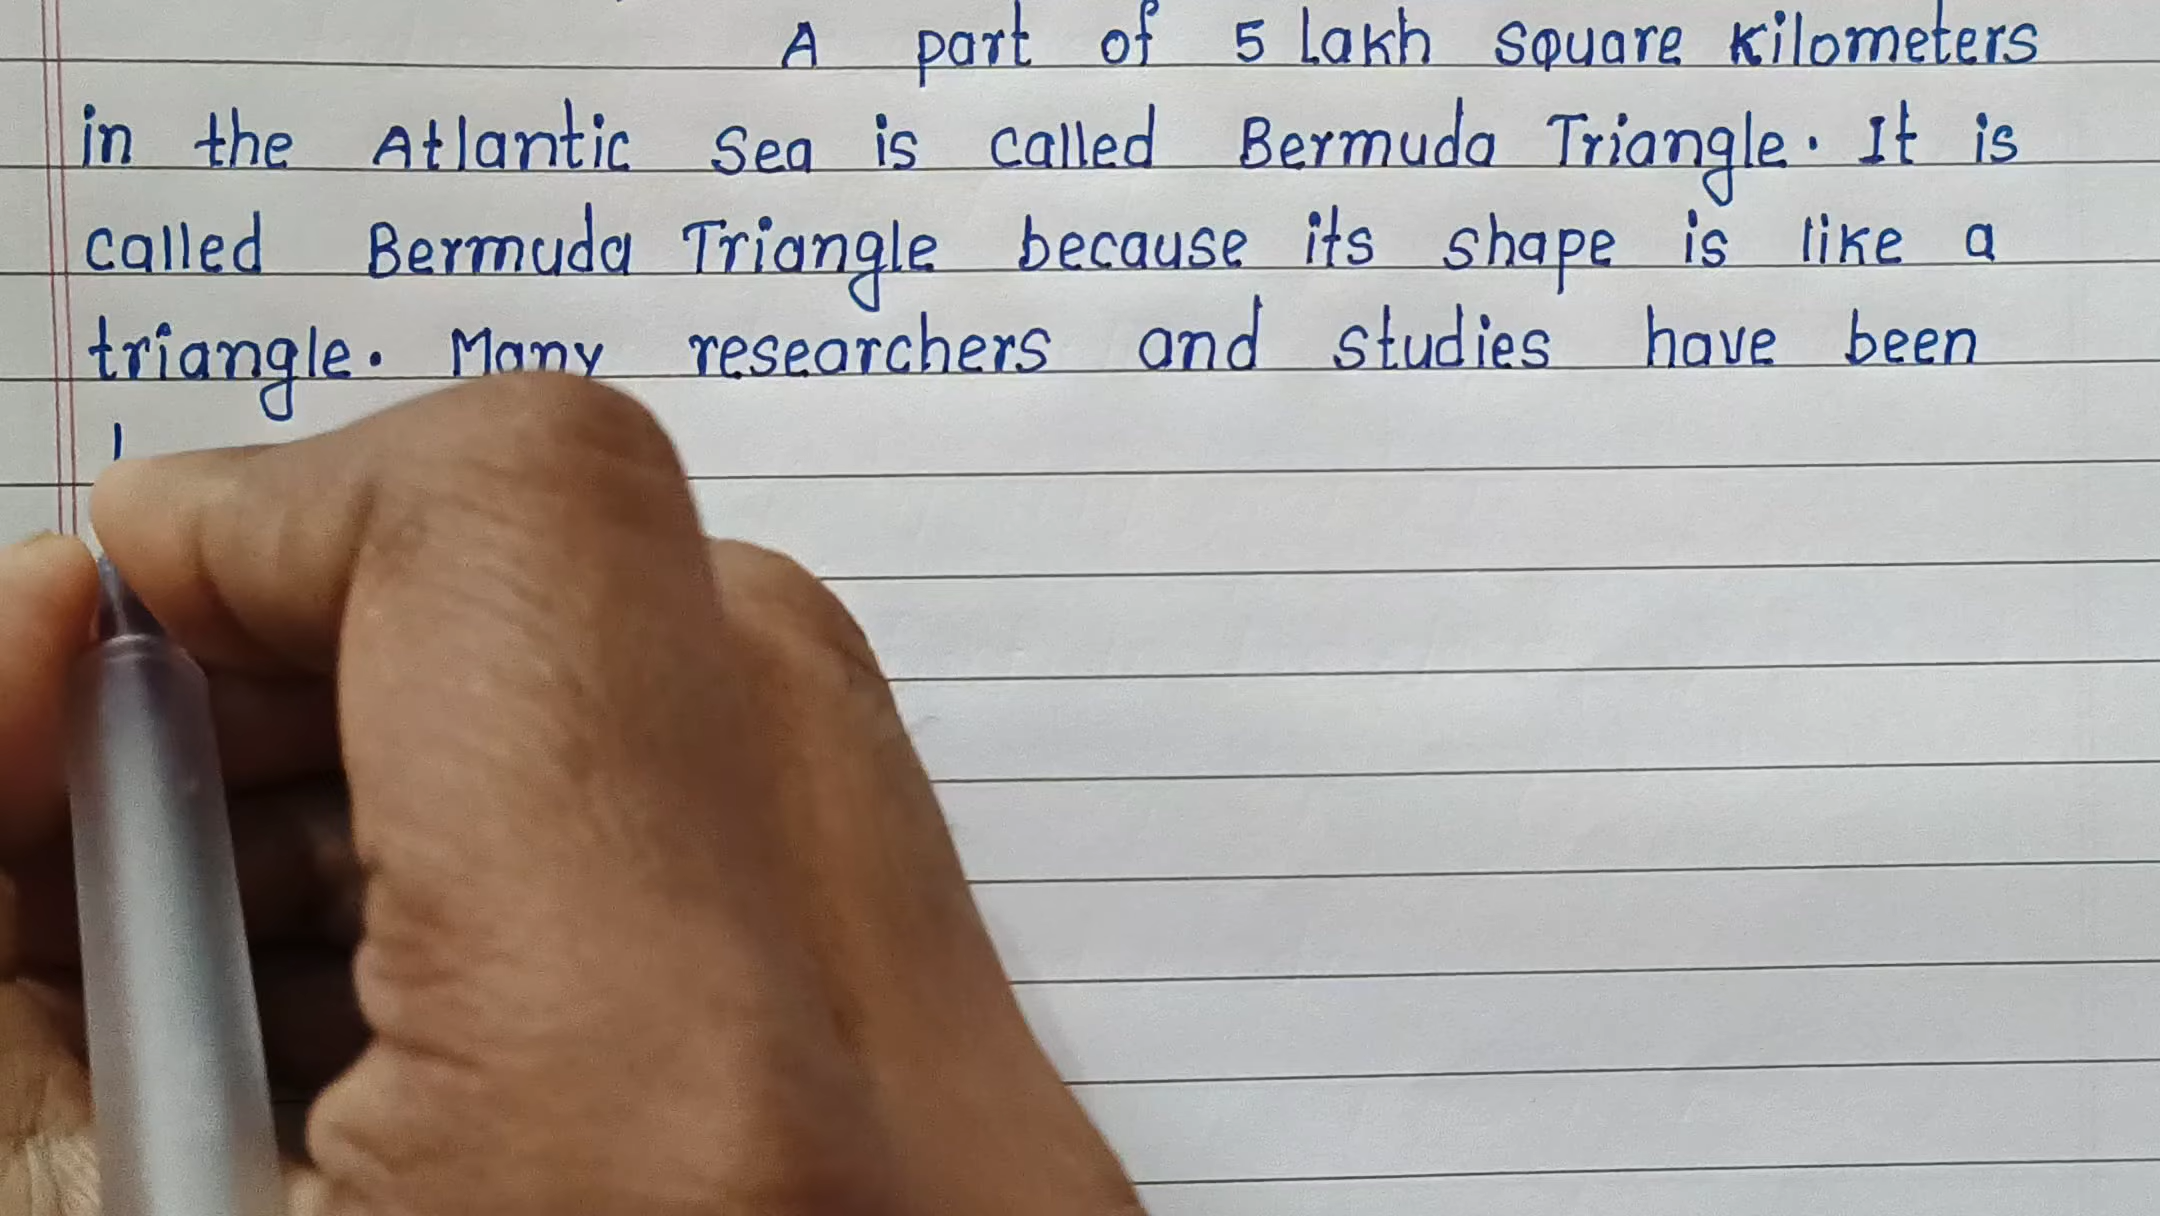 A part of 5 lakh square kilometers
in the Atlantic Sea is called Bermuda Triangle. It is
called Bermuda Triangle because its shape is like a
triangle. Many researchers and studies have been